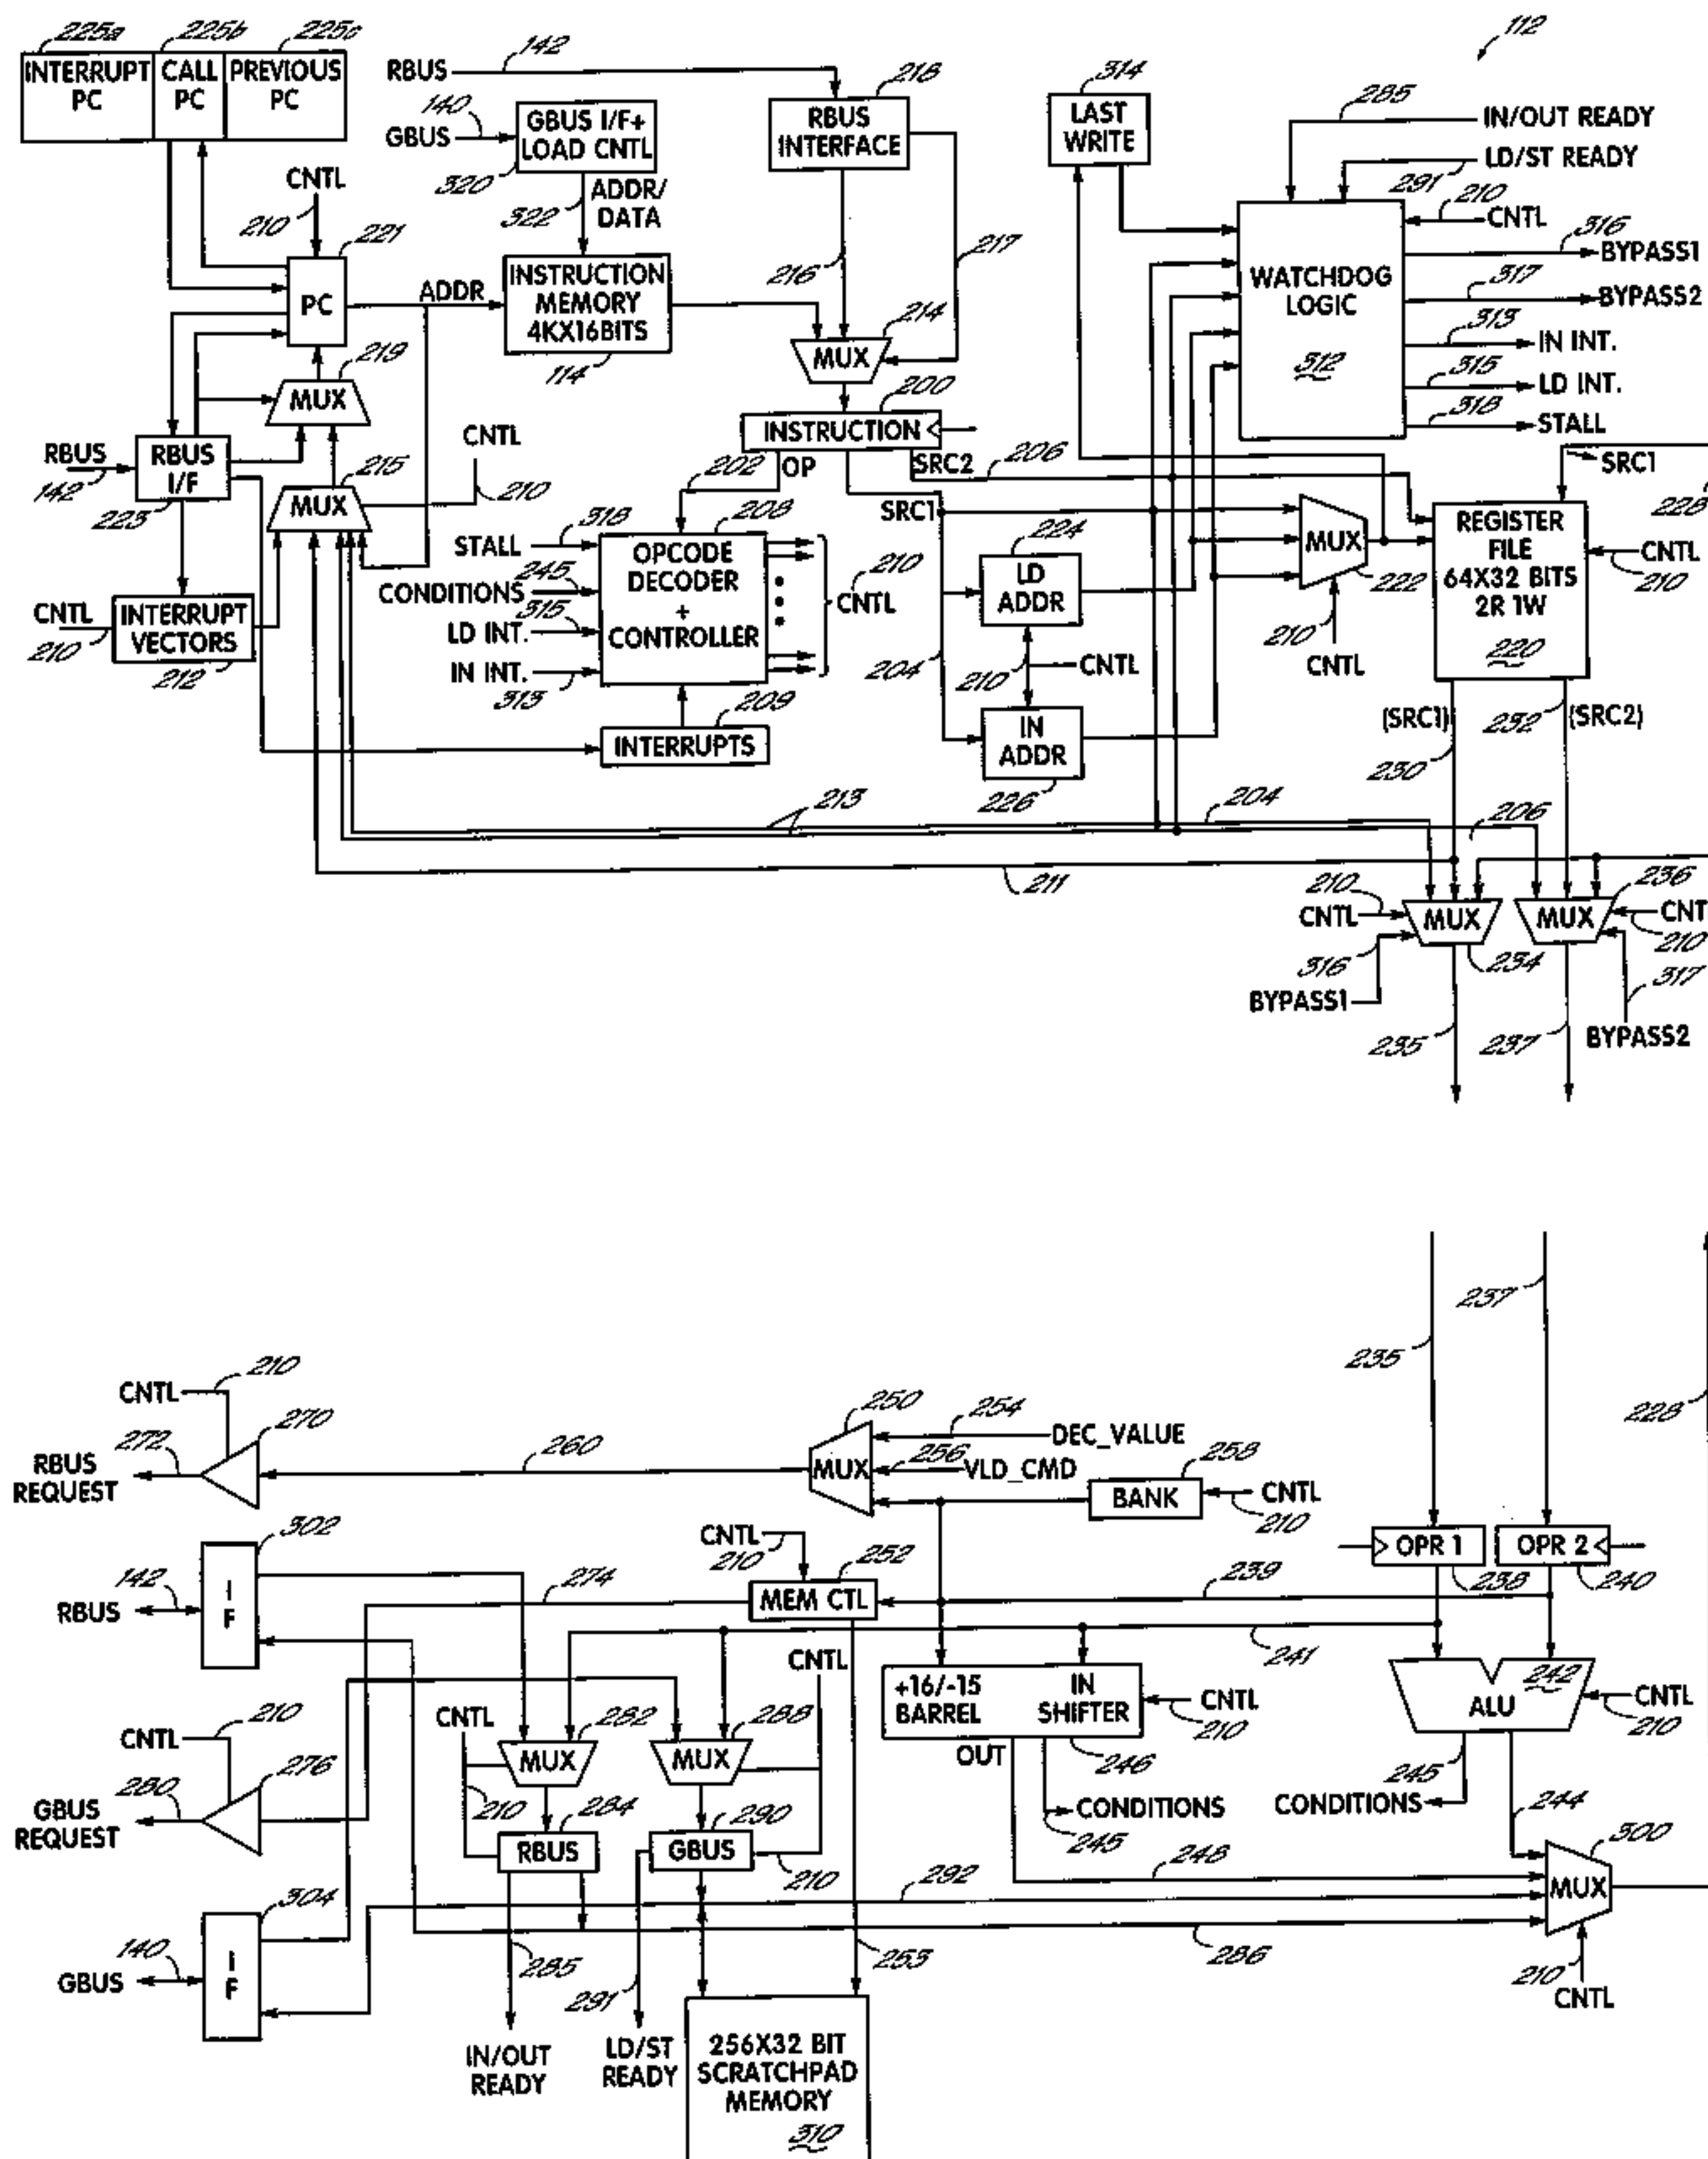 225a 225b 225c
INTERRUPT PC
CALL PC
PREVIOUS PC
RBUS 142
140
GBUS
GBUS I/F+
LOAD CNTL
320
322
ADDR/
DATA
218
RBUS
INTERFACE
216
217
314
LAST
WRITE
112
285
IN/OUT READY
LD/ST READY
291
210
CNTL
316
BYPASS1
317
BYPASS2
313
IN INT.
315
LD INT.
318
STALL
WATCHDOG
LOGIC
312
CNTL
210
221
PC
ADDR
INSTRUCTION
MEMORY
4KX16BITS
114
214
MUX
200
INSTRUCTION
OP
SRC2
206
202
SRC1
219
MUX
RBUS
142
RBUS
I/F
223
215
MUX
CNTL
210
CNTL
210
INTERRUPT
VECTORS
212
STALL 318
CONDITIONS 245
LD INT. 315
IN INT.
313
208
OPCODE
DECODER
+
CONTROLLER
210
CNTL
209
INTERRUPTS
224
LD
ADDR
204
210
CNTL
IN
ADDR
226
MUX
222
210
CNTL
SRC1
228
REGISTER
FILE
64X32 BITS
2R 1W
220
CNTL
210
(SRC1)
232
(SRC2)
230
213
204
206
211
210
CNTL
MUX
234
316
BYPASS1
236
MUX
CNT
210
317
BYPASS2
235
237
237
235
228
CNTL 210
270
272
RBUS
REQUEST
260
250
MUX
254
DEC_VALUE
256
VLD_CMD
258
BANK
CNTL
210
302
142
RBUS
I
F
274
CNTL
210
252
MEM CTL
239
OPR 1
238
OPR 2
240
241
CNTL
+16/-15
BARREL
IN
SHIFTER
OUT
246
CNTL
210
242
ALU
CNTL
210
CNTL 210
276
280
GBUS
REQUEST
CNTL
282
MUX
288
MUX
210
284
RBUS
290
GBUS
210
CONDITIONS
245
245
CONDITIONS
244
300
MUX
248
292
286
210
CNTL
304
140
GBUS
I
F
285
IN/OUT
READY
291
LD/ST
READY
253
256X32 BIT
SCRATCHPAD
MEMORY
310